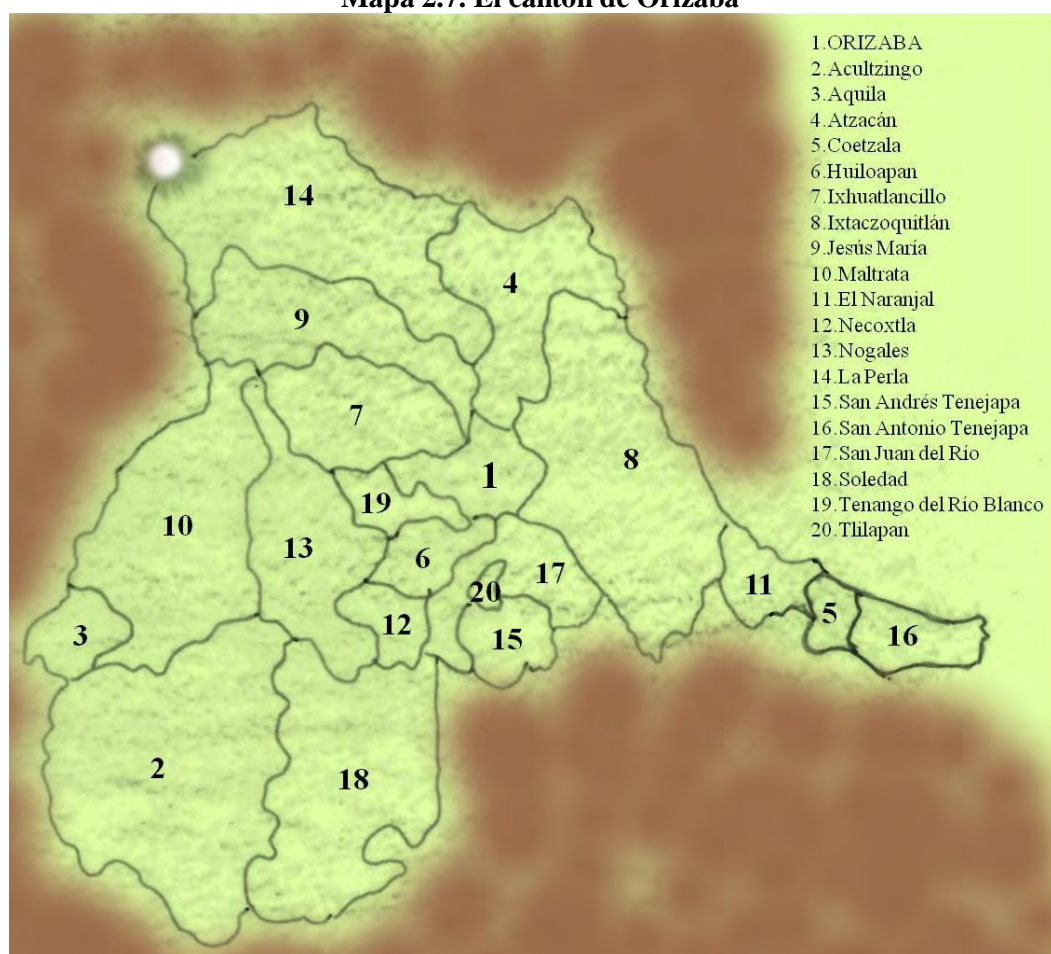 Mapa 2.7. El cantón de Orizaba
1.ORIZABA
2.Acultzingo
3.Aquila
4.Atzacán
5.Coetzala
6.Huiloapan
7.Ixhuatlancillo
8.Ixtaczoquitlán
9.Jesús María
10.Maltrata
11.El Naranjal
12.Necoxtla
13.Nogales
14.La Perla
15.San Andrés Tenejapa
16.San Antonio Tenejapa
17.San Juan del Río
18.Soledad
19.Tenango del Río Blanco
20.Tlilapan
14
4
9
7
8
1
19
10
13
6
17
20
11
3
12
15
5
16
2
18